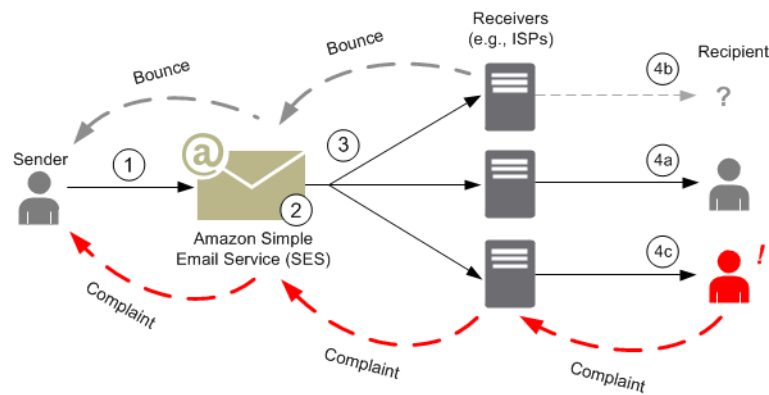 Receivers
(e.g., ISPs)
Recipient
Bounce
Bounce
4b
?
Sender
1
@
3
4a
2
Amazon Simple
Email Service (SES)
4c
!
Complaint
Complaint
Complaint